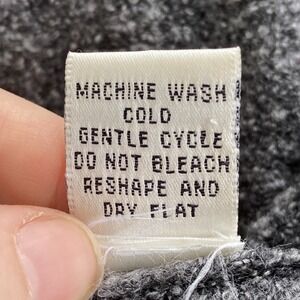 MACHINE WASH
COLD
GENTLE CYCLE
DO NOT BLEACH
RESHAPE AND
DRY FLAT